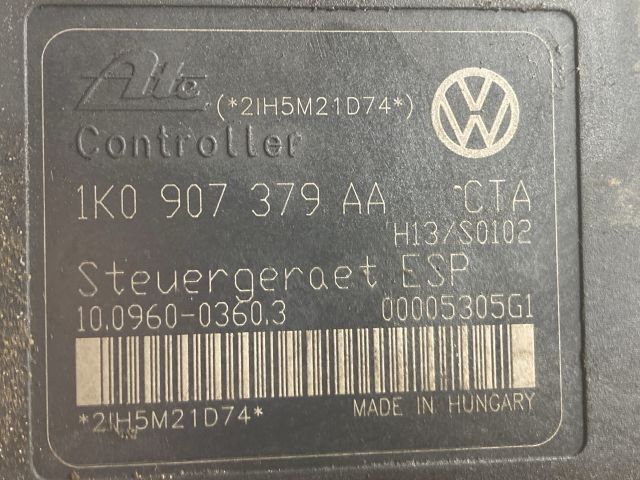 Ate (*2IH5M21D74*)
Controller
1K0 907 379 AA CTA
H13/S0102
Steuergeraet ESP
10.0960-0360.3 00005305G1
*2IH5M21D74* MADE IN HUNGARY